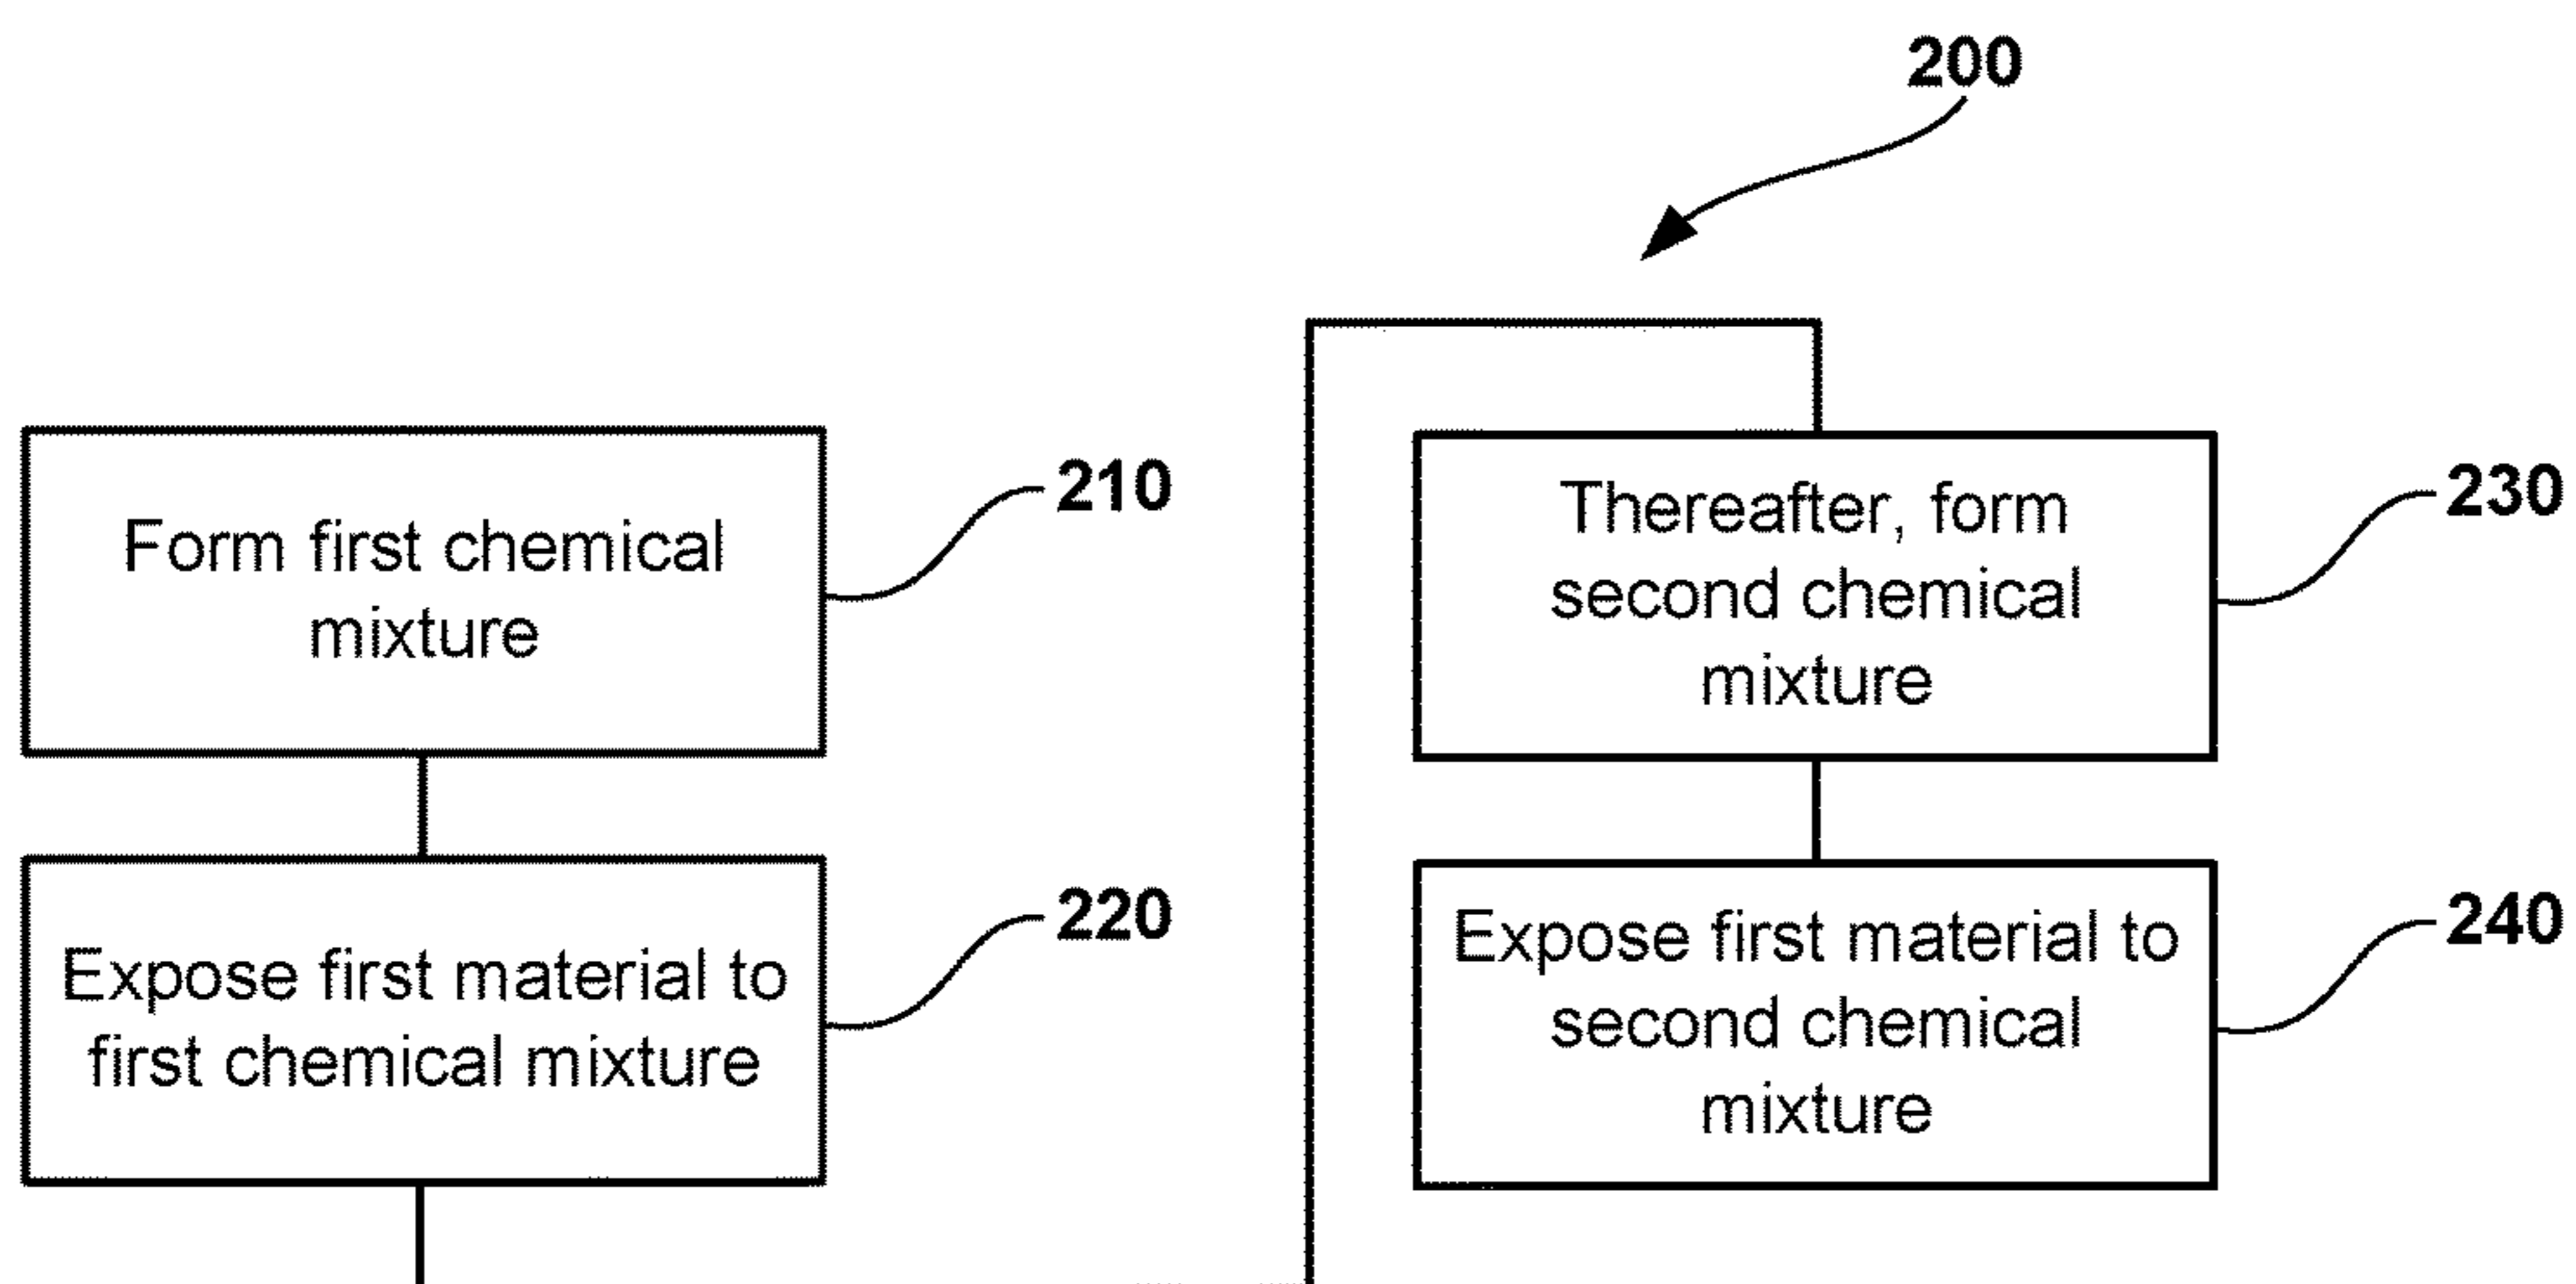 200
Form first chemical
mixture
210
Expose first material to
first chemical mixture
220
Thereafter, form
second chemical
mixture
230
Expose first material to
second chemical
mixture
240